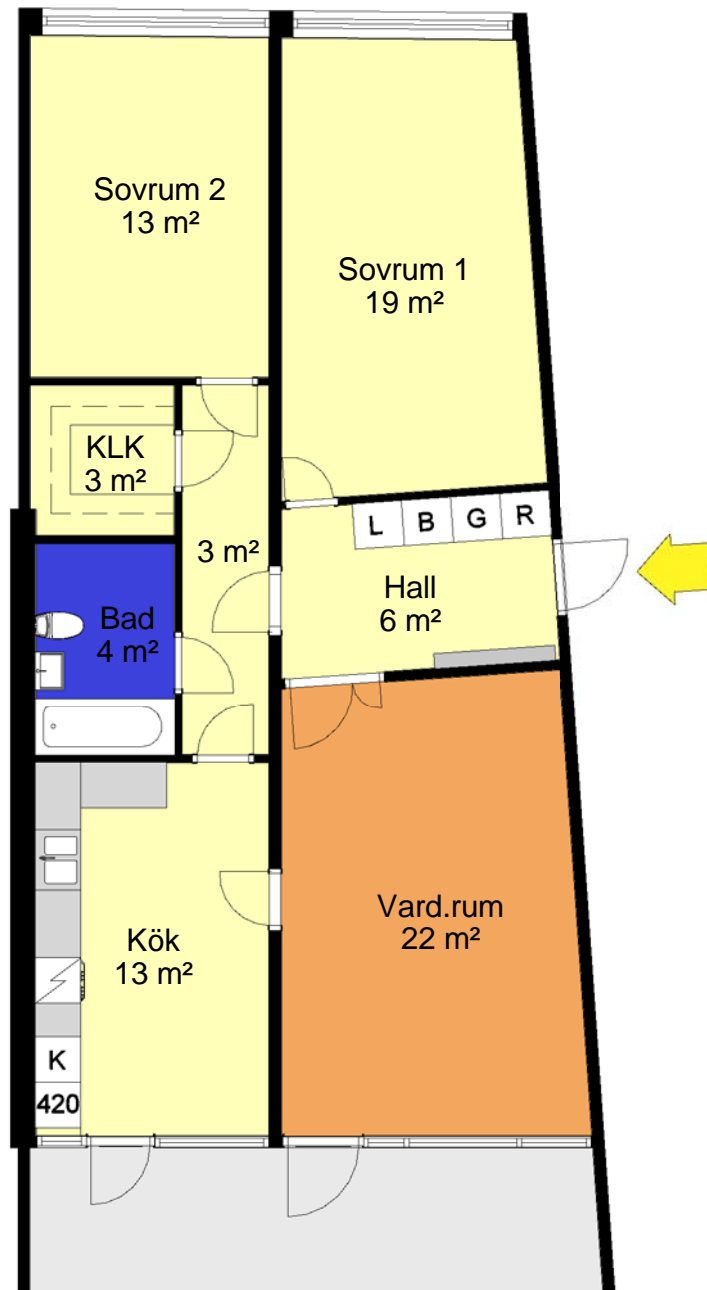 Sovrum 2
13 m²
Sovrum 1
19 m²
KLK
3 m²
L B G R
3 m²
Hall
6 m²
Bad
4 m²
Vard.rum
22 m²
Kök
13 m²
K
420